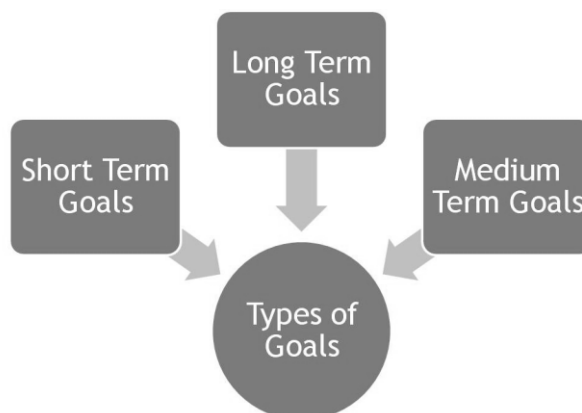 Long Term
Goals
Short Term
Goals
Medium
Term Goals
Types of
Goals